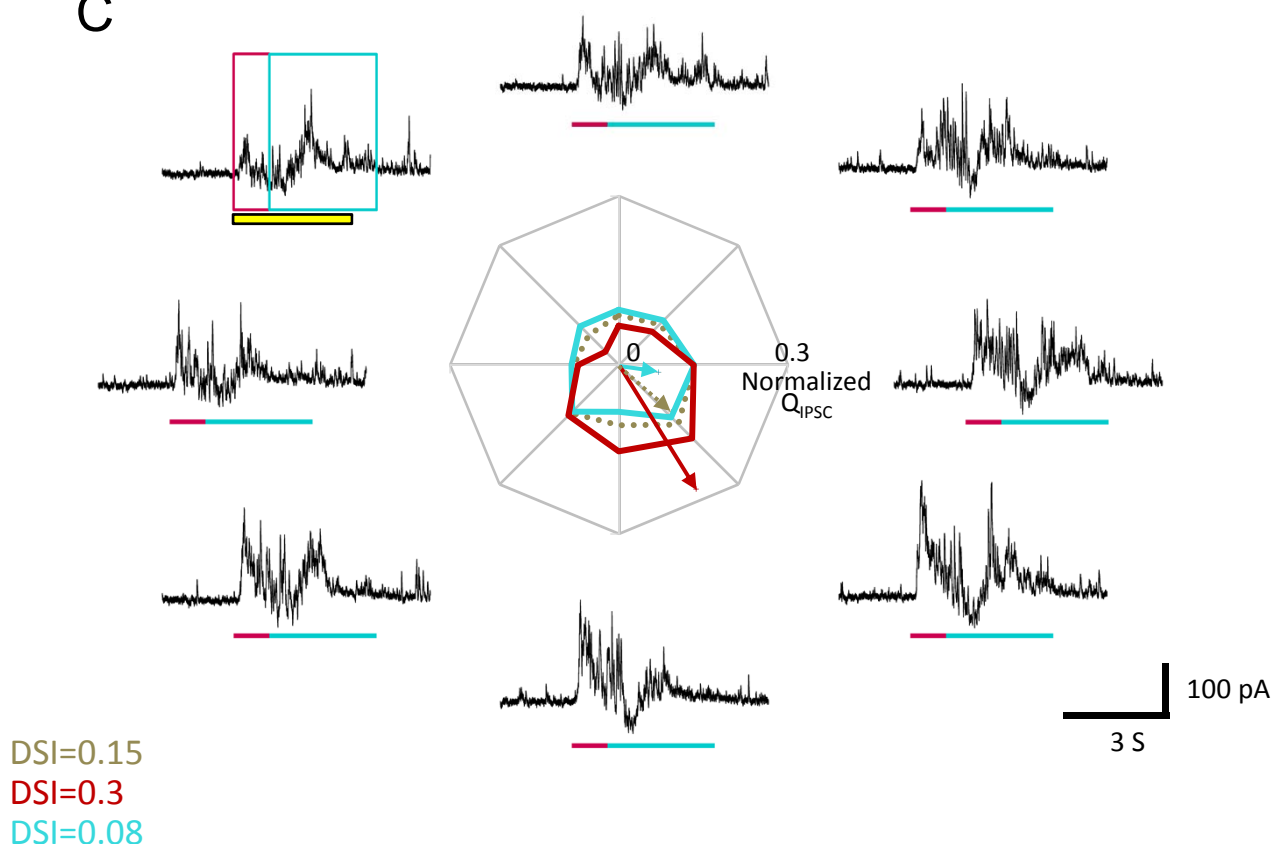 C
0
0.3
Normalized
QIPSC
100 pA
3 S
DSI=0.15
DSI=0.3
DSI=0.08